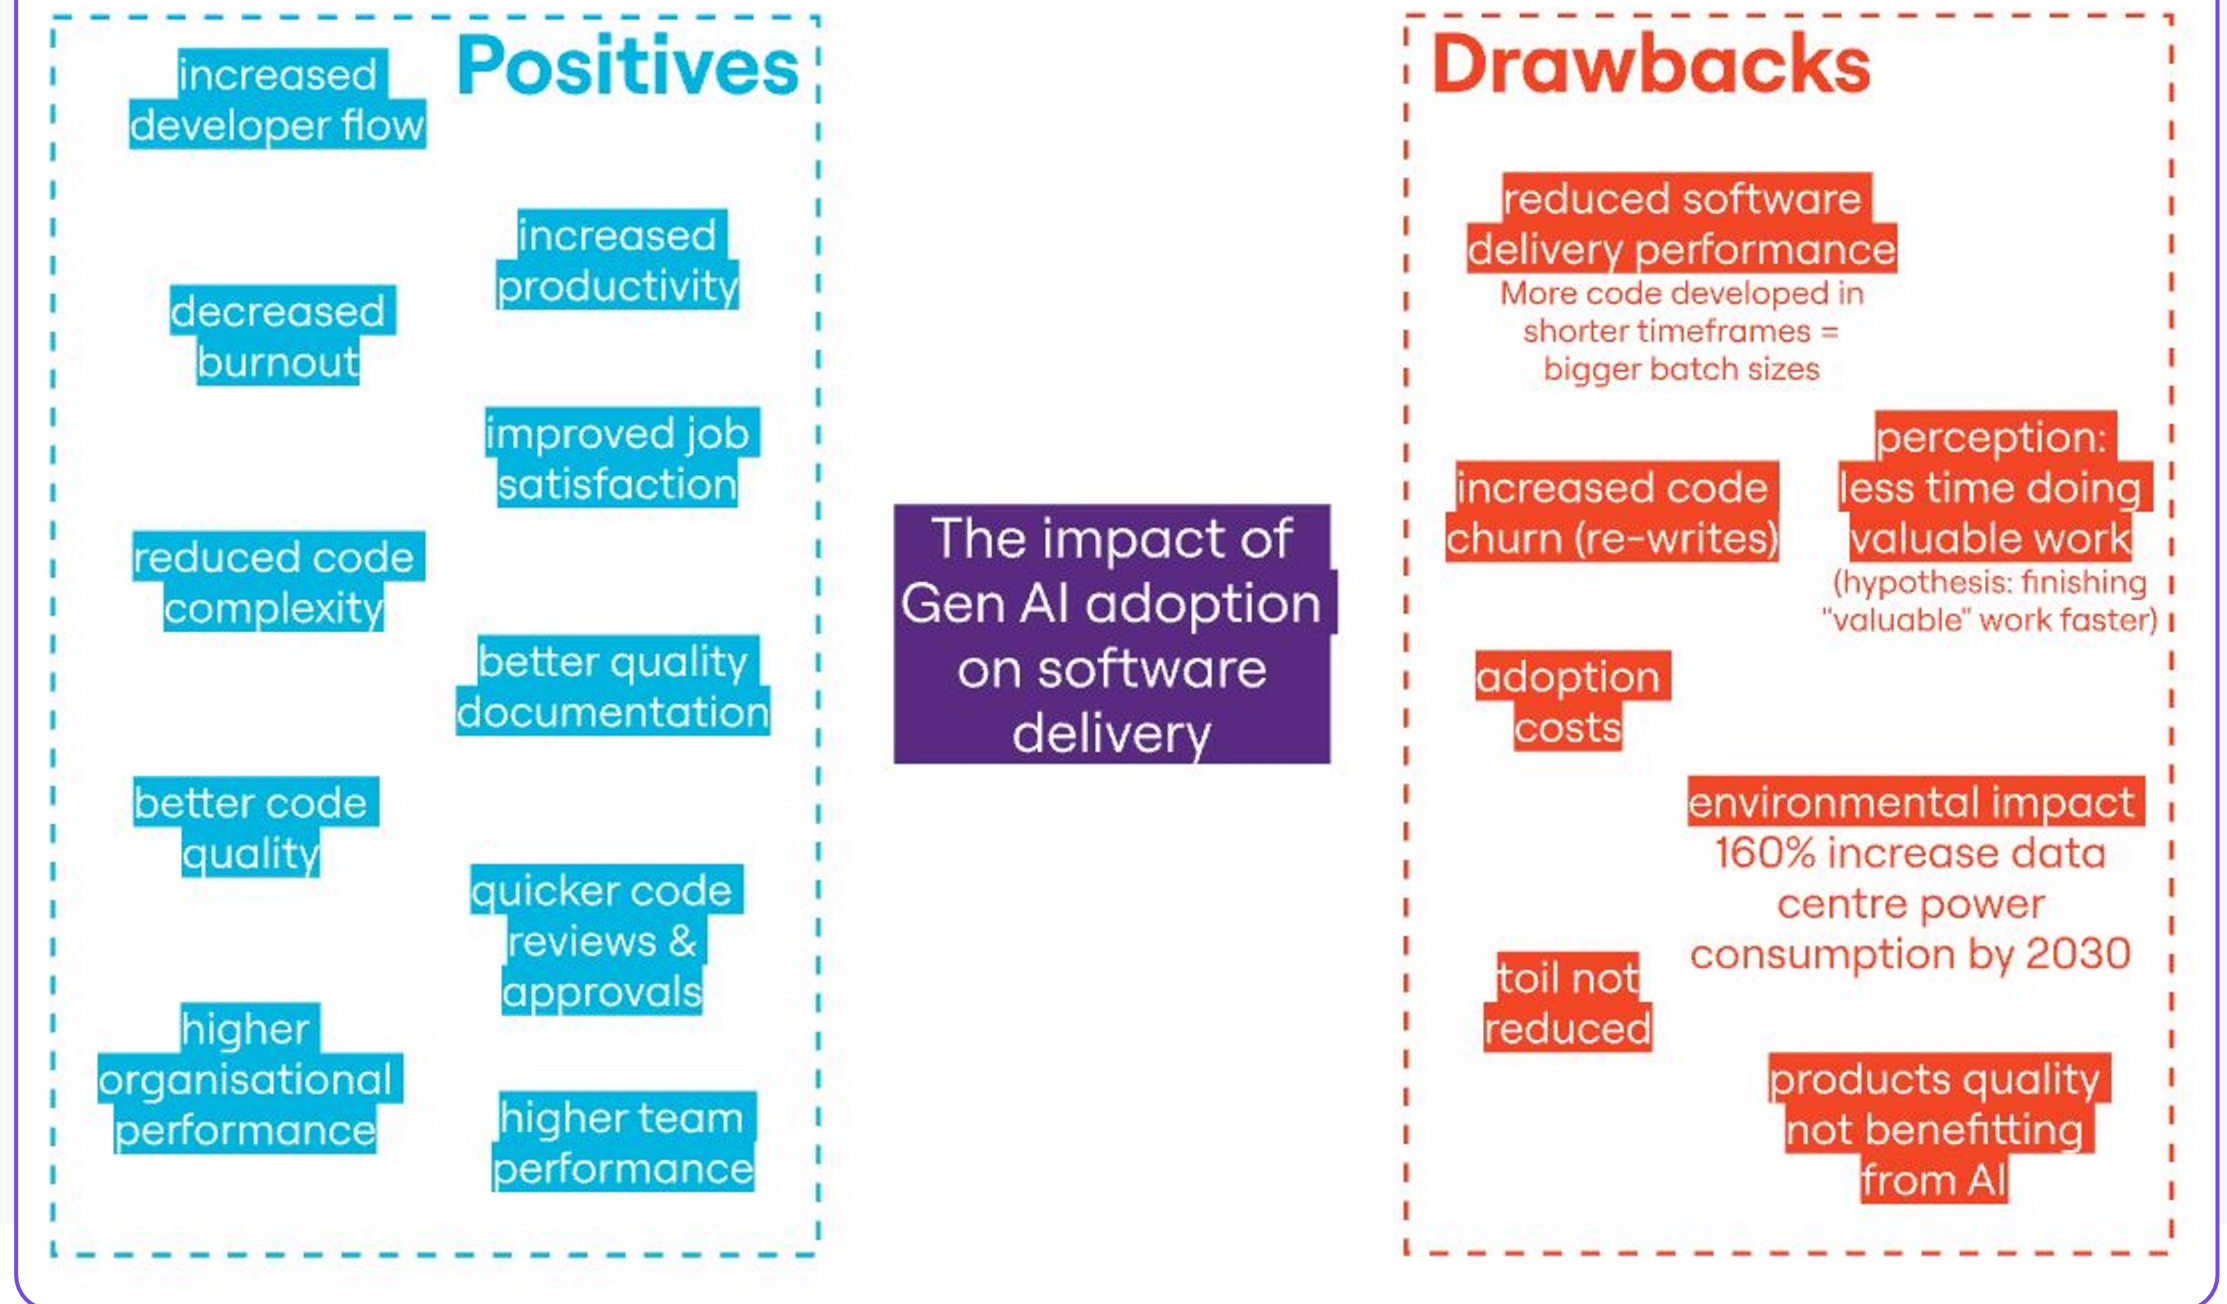 Positives
increased
developer flow
increased
productivity
decreased
burnout
improved job
satisfaction
reduced code
complexity
better quality
documentation
better code
quality
quicker code
reviews &
approvals
higher
organisational
performance
higher team
performance
The impact of
Gen AI adoption
on software
delivery
Drawbacks
reduced software
delivery performance
More code developed in
shorter timeframes =
bigger batch sizes
increased code
churn (re-writes)
perception:
less time doing
valuable work
(hypothesis: finishing
"valuable" work faster)
adoption
costs
environmental impact
160% increase data
centre power
consumption by 2030
toil not
reduced
products quality
not benefitting
from AI